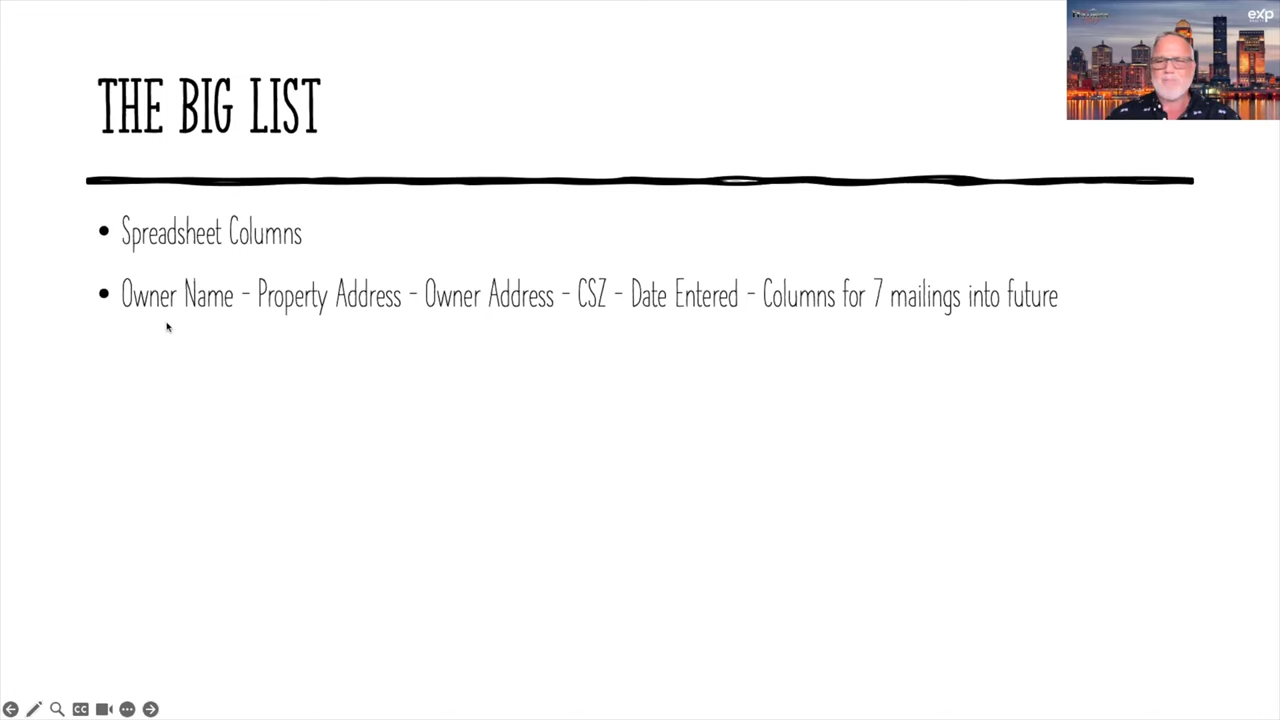 exp
THE BIG LIST
• Spreadsheet Columns
• Owner Name - Property Address - Owner Address - CSZ - Date Entered - Columns for 7 mailings into future
CC